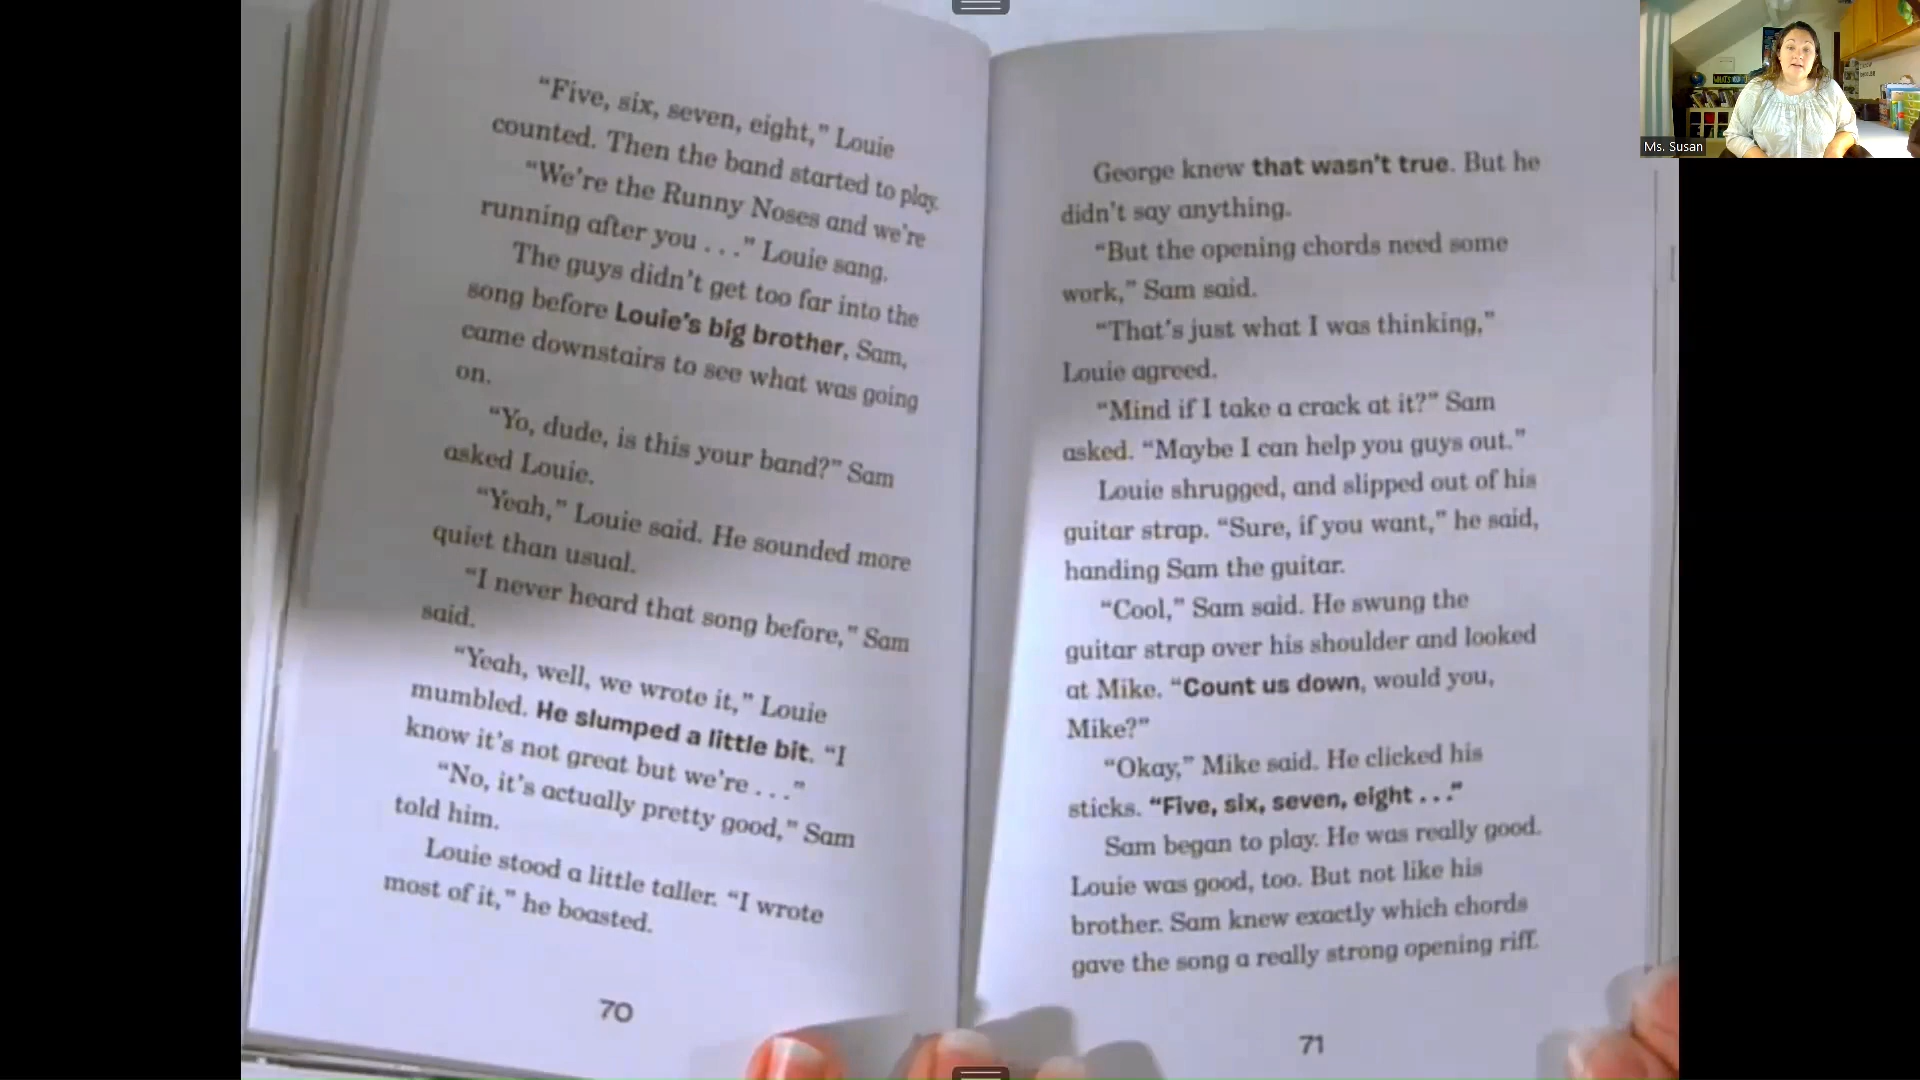 “Five, six, seven, eight,” Louie
counted. Then the band started to play.
“We’re the Runny Noses and we’re
running after you . . .” Louie sang.
The guys didn’t get too far into the
song before Louie’s big brother, Sam,
came downstairs to see what was going
on.
“Yo, dude, is this your band?” Sam
asked Louie.
“Yeah,” Louie said. He sounded more
quiet than usual.
“I never heard that song before,” Sam
said.
“Yeah, well, we wrote it,” Louie
mumbled. He slumped a little bit. “I
know it’s not great but we’re . . .”
“No, it’s actually pretty good,” Sam
told him.
Louie stood a little taller. “I wrote
most of it,” he boasted.
70
George knew that wasn’t true. But he
didn’t say anything.
“But the opening chords need some
work,” Sam said.
“That’s just what I was thinking,”
Louie agreed.
“Mind if I take a crack at it?” Sam
asked. “Maybe I can help you guys out.”
Louie shrugged, and slipped out of his
guitar strap. “Sure, if you want,” he said,
handing Sam the guitar.
“Cool,” Sam said. He swung the
guitar strap over his shoulder and looked
at Mike. “Count us down, would you,
Mike?”
“Okay,” Mike said. He clicked his
sticks. “Five, six, seven, eight . . .”
Sam began to play. He was really good.
Louie was good, too. But not like his
brother. Sam knew exactly which chords
gave the song a really strong opening riff.
71
Ms. Susan